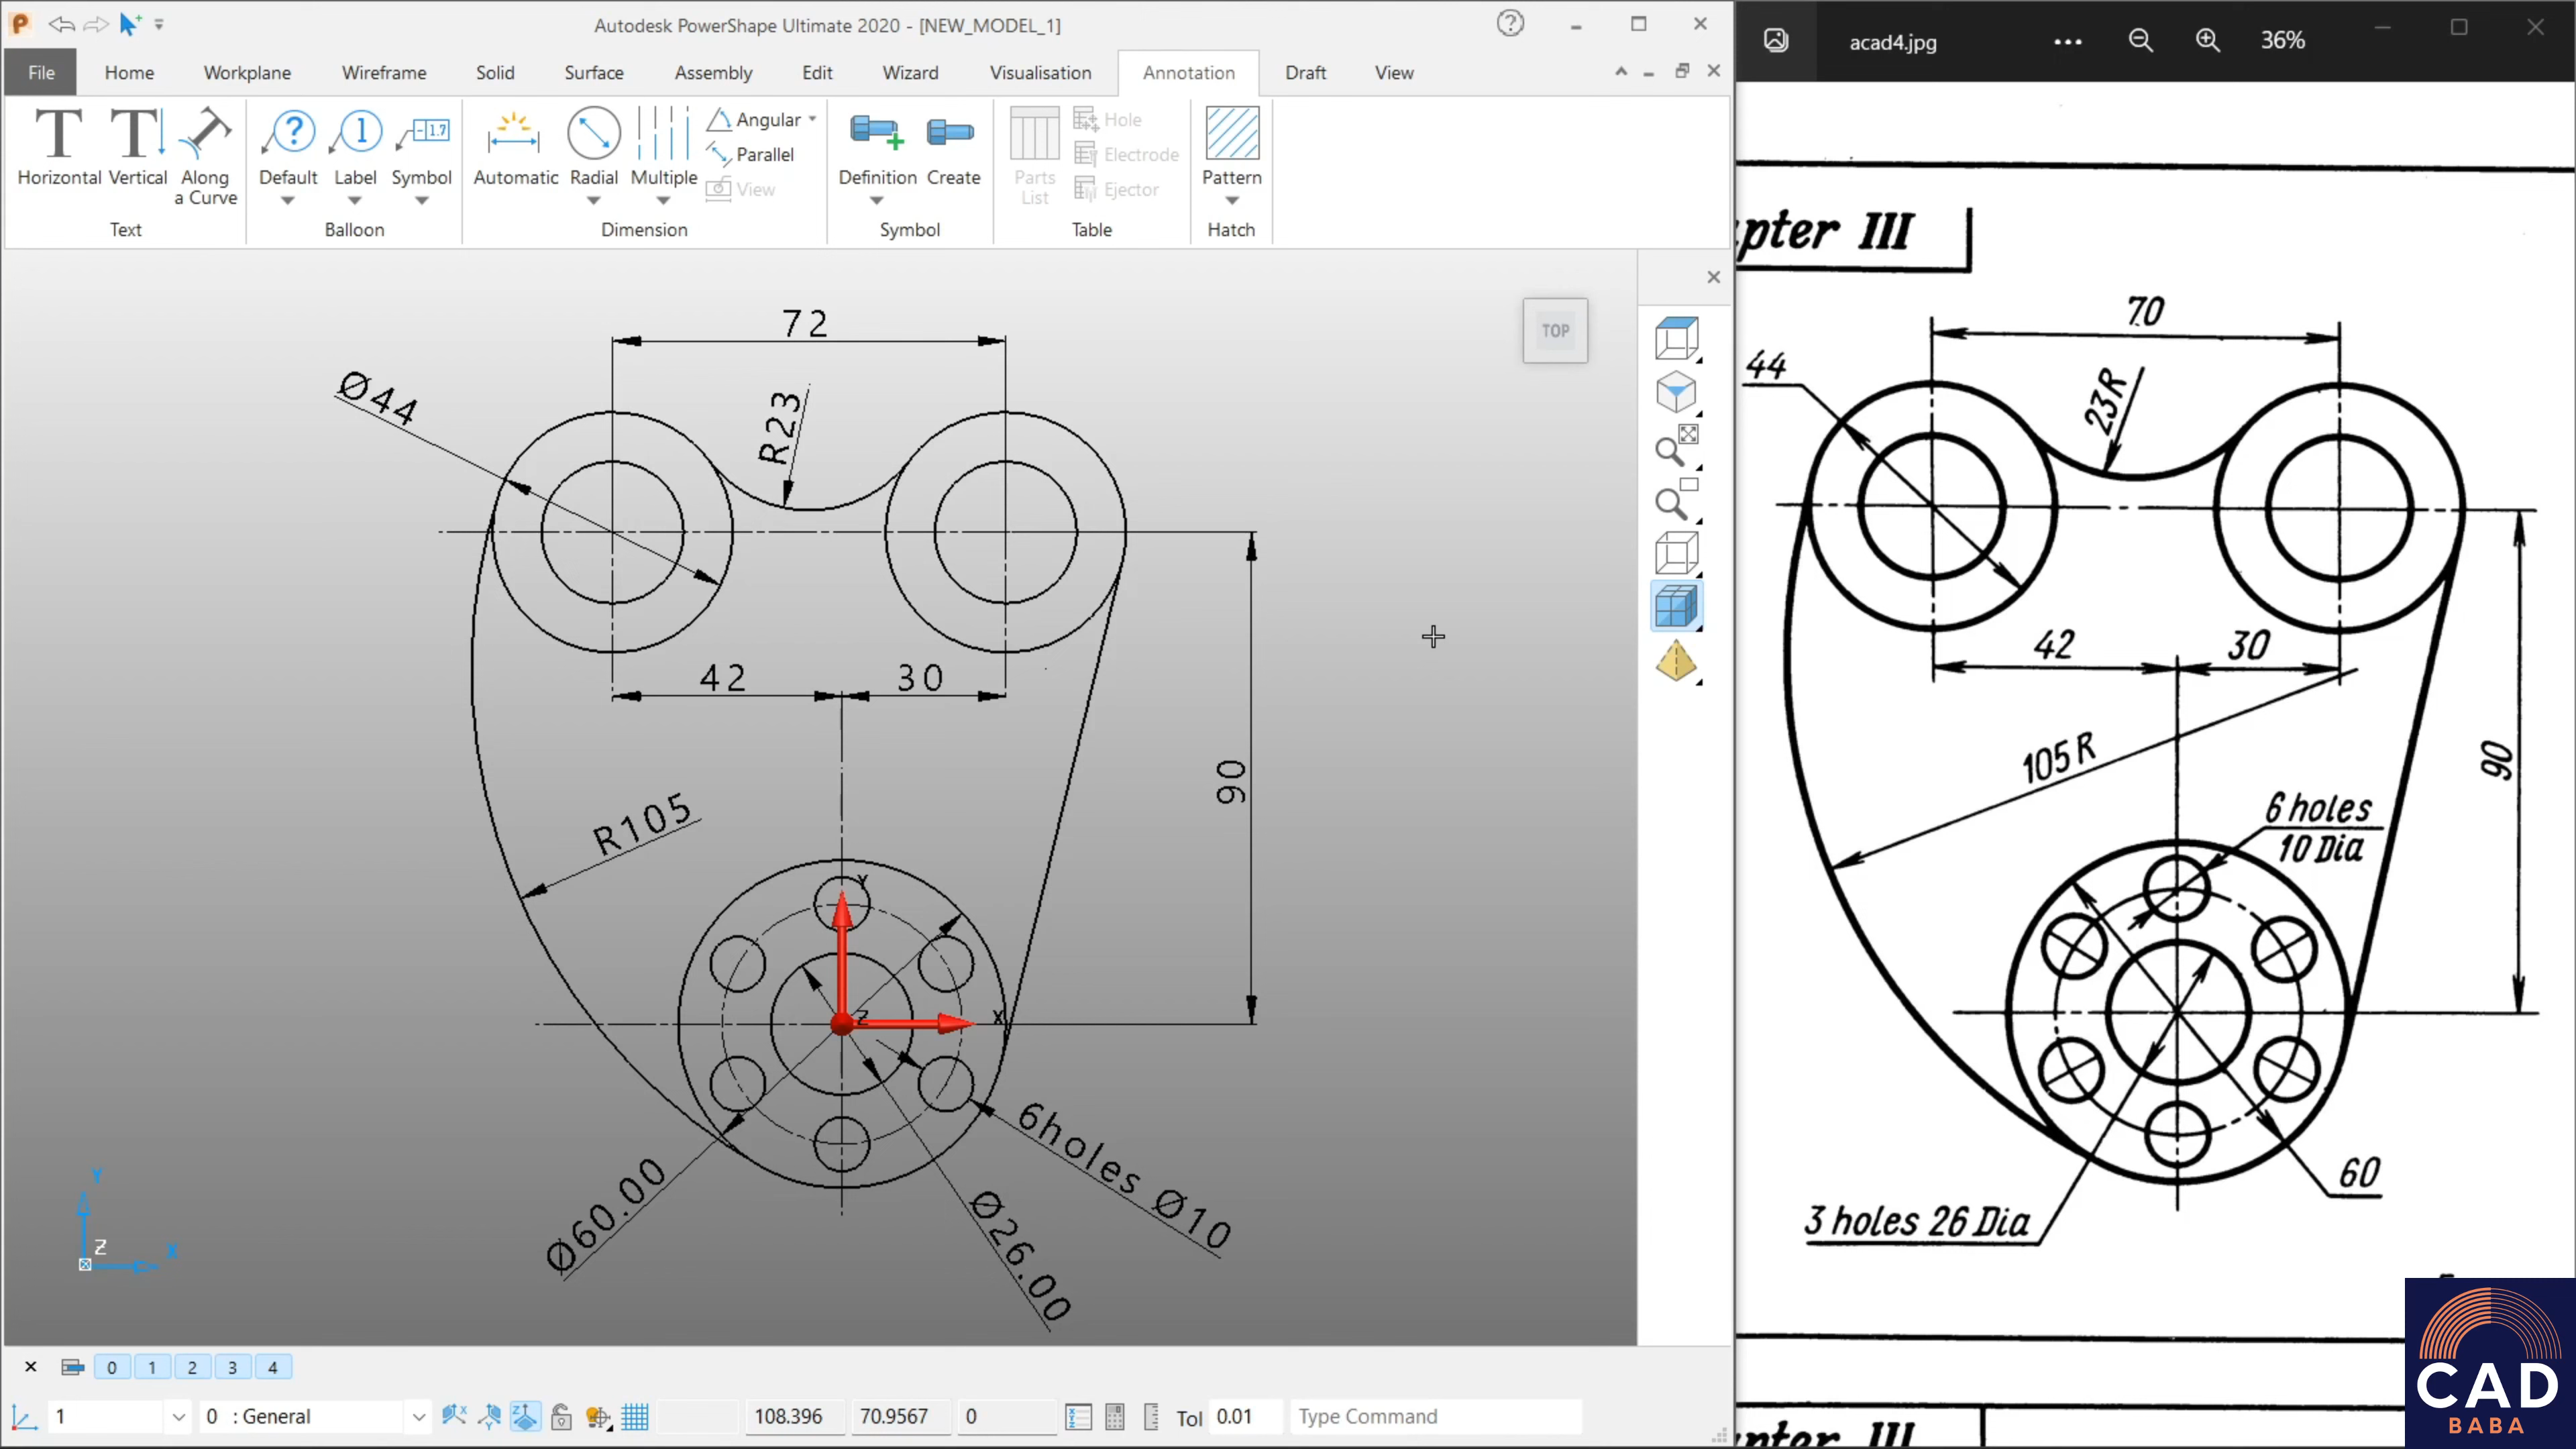 Autodesk PowerShape Ultimate 2020 - [NEW_MODEL_1]
File Home Workplane Wireframe Solid Surface Assembly Edit Wizard Visualisation Annotation Draft View
Horizontal Vertical Along a Curve
Text
Default Label Symbol
Balloon
Automatic Radial Multiple
Angular
Parallel
View
Dimension
Definition Create
Symbol
Parts List
Hole
Electrode
Ejector
Table
Pattern
Hatch
TOP
72
Ø44
R23
42
30
90
R105
Y
Z
X
6holes Ø10
Ø60.00
Ø26.00
Y
Z
X
0 1 2 3 4
1
0 : General
108.396
70.9567
0
Tol 0.01
Type Command
acad4.jpg
36%
pter III
70
44
23R
42
30
105 R
90
6 holes
10 Dia
60
3 holes 26 Dia
CAD
BABA